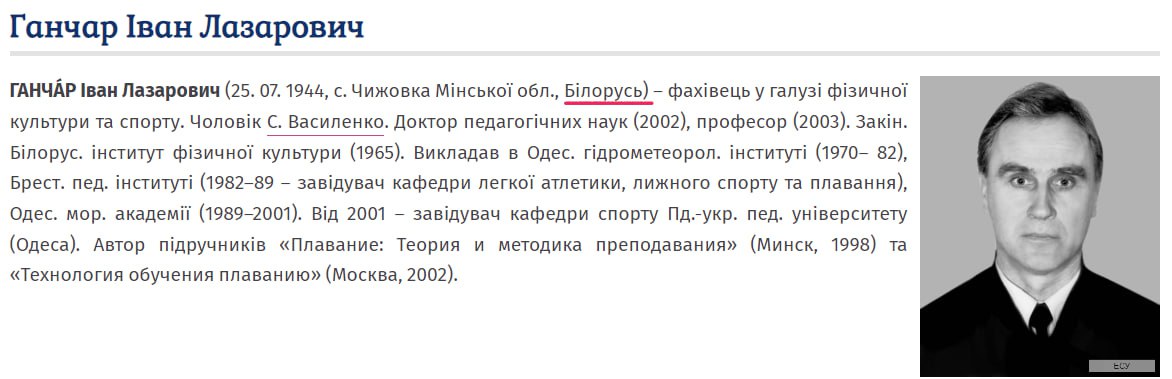 Ганчар Іван Лазарович
ГАНЧА́Р Іван Лазарович (25. 07. 1944, с. Чижовка Мінської обл., Білорусь) – фахівець у галузі фізичної
культури та спорту. Чоловік С. Василенко. Доктор педагогічних наук (2002), професор (2003). Закін.
Білорус. інститут фізичної культури (1965). Викладав в Одес. гідрометеорол. інституті (1970– 82),
Брест. пед. інституті (1982–89 – завідувач кафедри легкої атлетики, лижного спорту та плавання),
Одес. мор. академії (1989–2001). Від 2001 – завідувач кафедри спорту Пд.-укр. пед. університету
(Одеса). Автор підручників «Плавание: Теория и методика преподавания» (Минск, 1998) та
«Технология обучения плаванию» (Москва, 2002).
ЕСУ